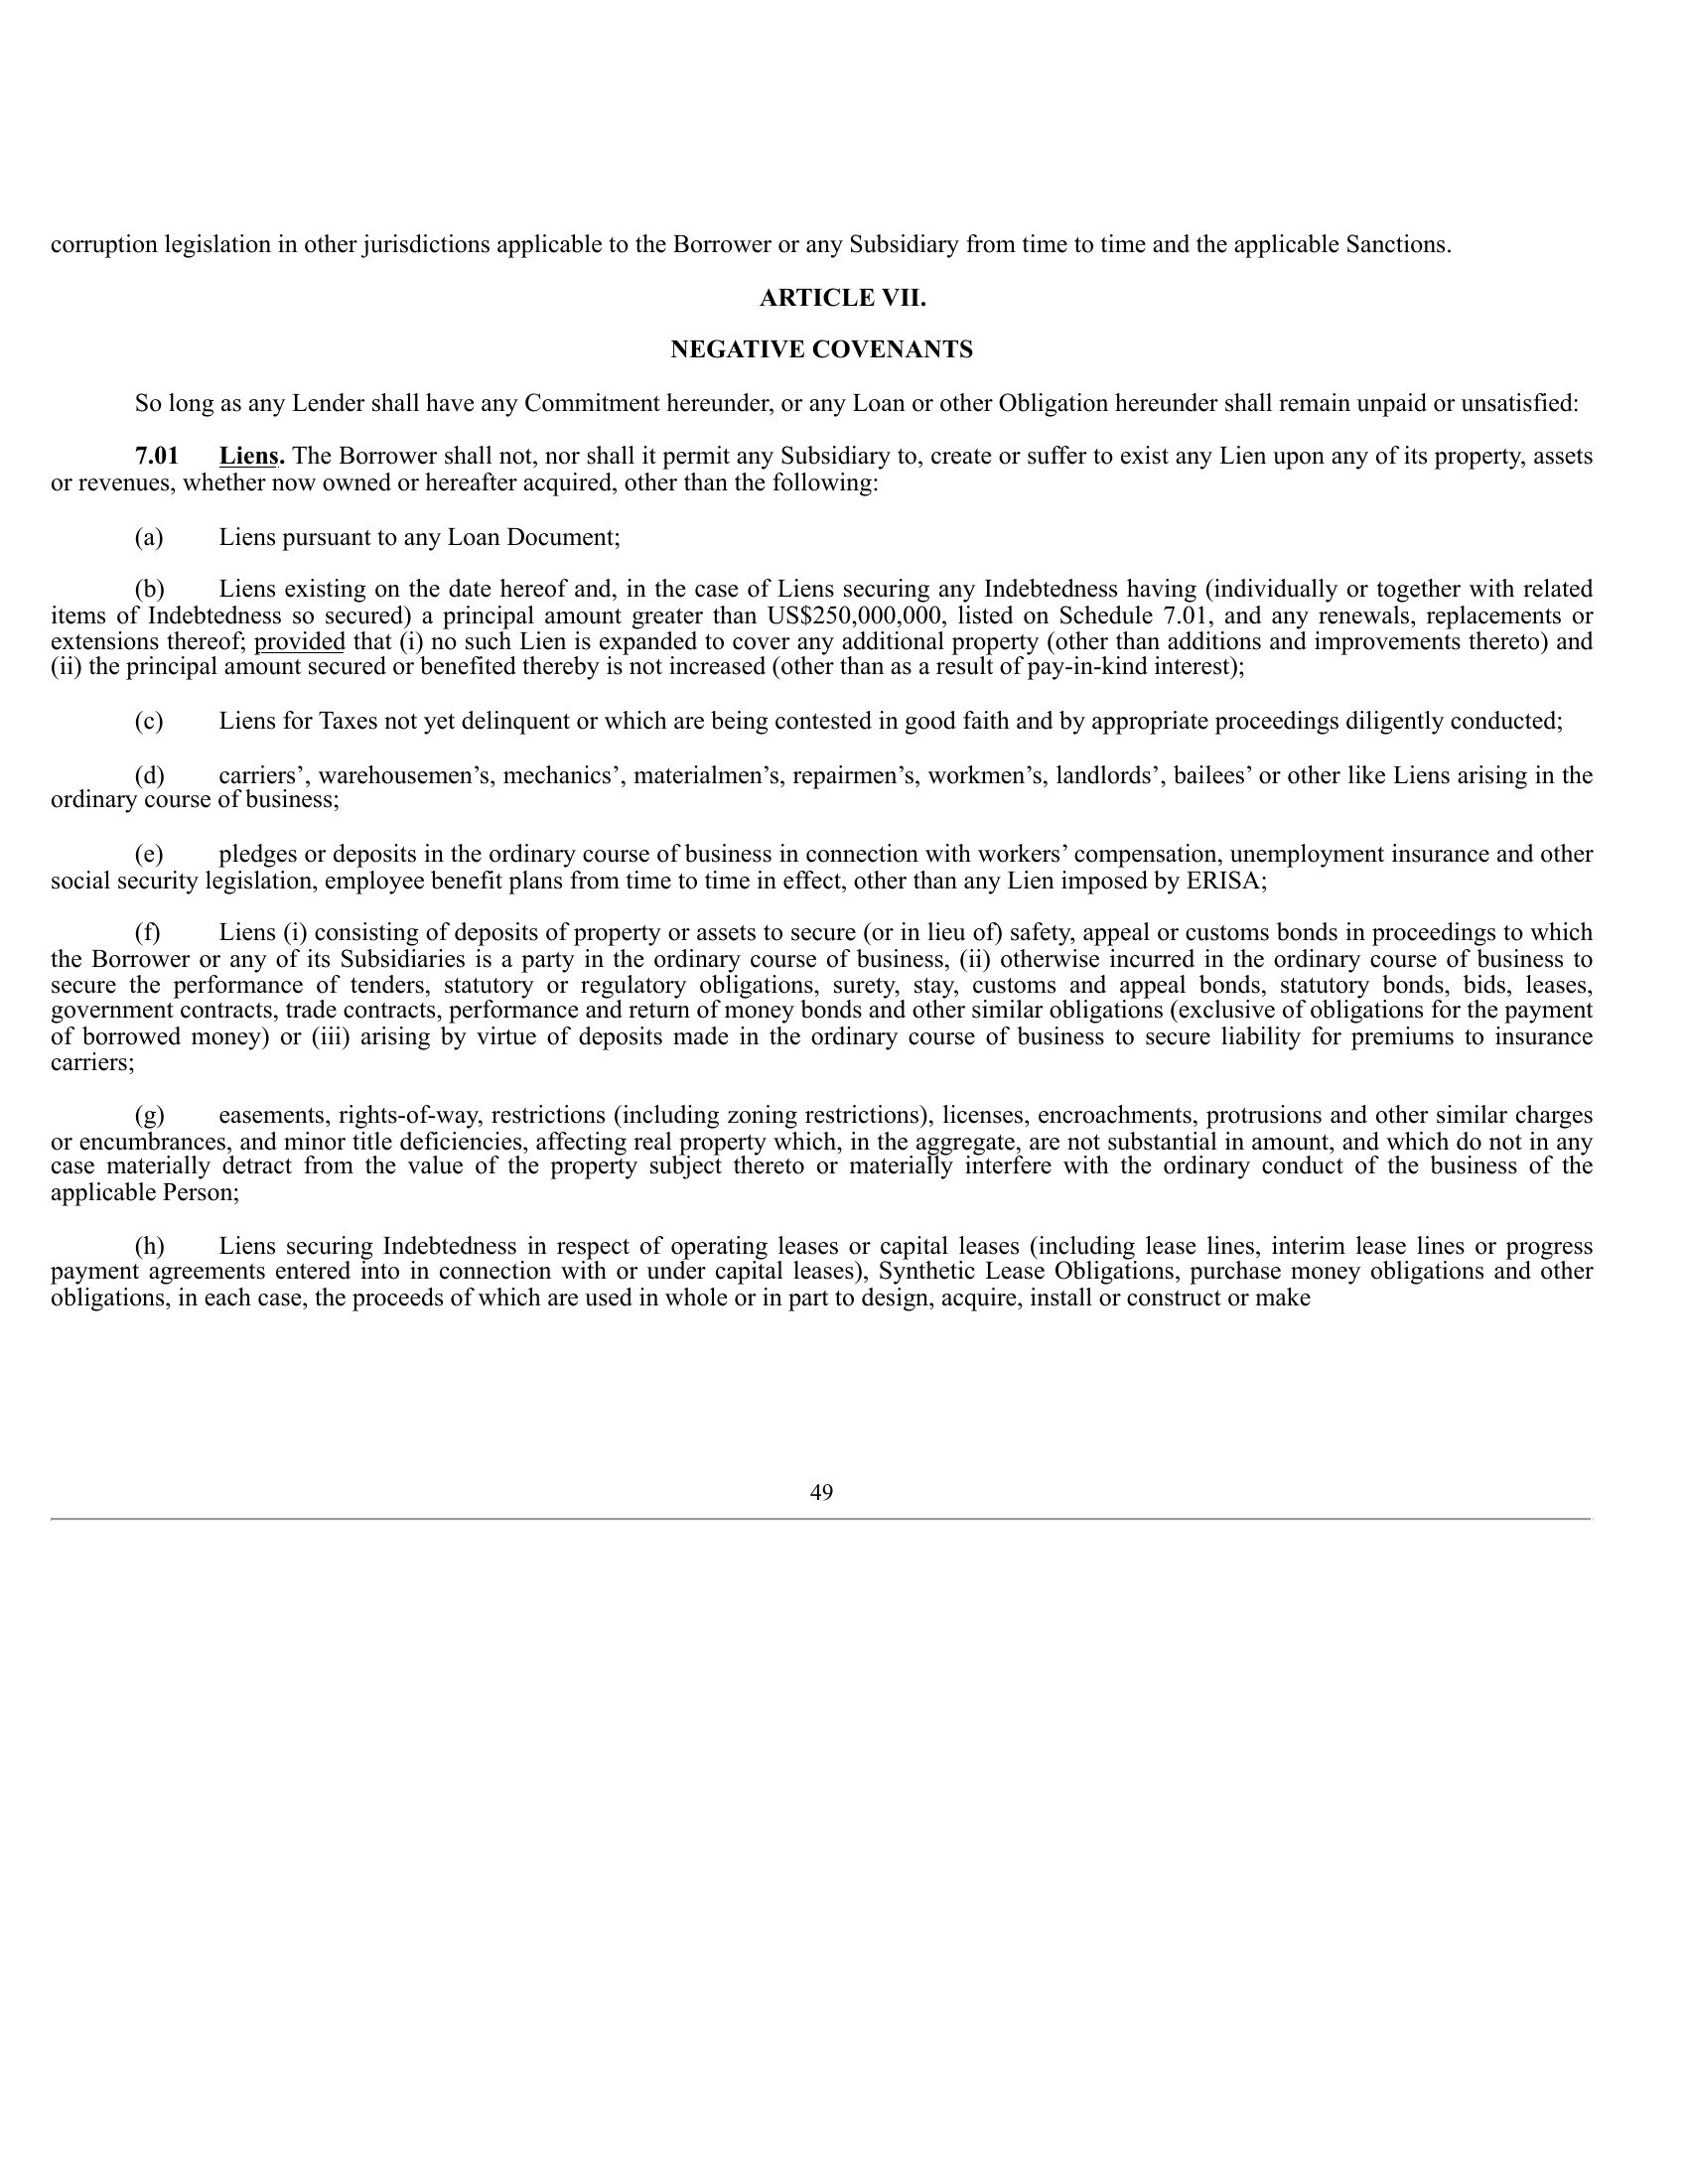 corruption legislation in other jurisdictions applicable to the Borrower or any Subsidiary from time to time and the applicable Sanctions.
ARTICLE VII.
NEGATIVE COVENANTS
So long as any Lender shall have any Commitment hereunder, or any Loan or other Obligation hereunder shall remain unpaid or unsatisfied:
7.01 Liens. The Borrower shall not, nor shall it permit any Subsidiary to, create or suffer to exist any Lien upon any of its property, assets
or revenues, whether now owned or hereafter acquired, other than the following:
(a) Liens pursuant to any Loan Document;
(b) Liens existing on the date hereof and, in the case of Liens securing any Indebtedness having (individually or together with related
items of Indebtedness so secured) a principal amount greater than US$250,000,000, listed on Schedule 7.01, and any renewals, replacements or
extensions thereof; provided that (i) no such Lien is expanded to cover any additional property (other than additions and improvements thereto) and
(ii) the principal amount secured or benefited thereby is not increased (other than as a result of pay-in-kind interest);
(c) Liens for Taxes not yet delinquent or which are being contested in good faith and by appropriate proceedings diligently conducted;
(d) carriers’, warehousemen’s, mechanics’, materialmen’s, repairmen’s, workmen’s, landlords’, bailees’ or other like Liens arising in the
ordinary course of business;
(e) pledges or deposits in the ordinary course of business in connection with workers’ compensation, unemployment insurance and other
social security legislation, employee benefit plans from time to time in effect, other than any Lien imposed by ERISA;
(f) Liens (i) consisting of deposits of property or assets to secure (or in lieu of) safety, appeal or customs bonds in proceedings to which
the Borrower or any of its Subsidiaries is a party in the ordinary course of business, (ii) otherwise incurred in the ordinary course of business to
secure the performance of tenders, statutory or regulatory obligations, surety, stay, customs and appeal bonds, statutory bonds, bids, leases,
government contracts, trade contracts, performance and return of money bonds and other similar obligations (exclusive of obligations for the payment
of borrowed money) or (iii) arising by virtue of deposits made in the ordinary course of business to secure liability for premiums to insurance
carriers;
(g) easements, rights-of-way, restrictions (including zoning restrictions), licenses, encroachments, protrusions and other similar charges
or encumbrances, and minor title deficiencies, affecting real property which, in the aggregate, are not substantial in amount, and which do not in any
case materially detract from the value of the property subject thereto or materially interfere with the ordinary conduct of the business of the
applicable Person;
(h) Liens securing Indebtedness in respect of operating leases or capital leases (including lease lines, interim lease lines or progress
payment agreements entered into in connection with or under capital leases), Synthetic Lease Obligations, purchase money obligations and other
obligations, in each case, the proceeds of which are used in whole or in part to design, acquire, install or construct or make
49